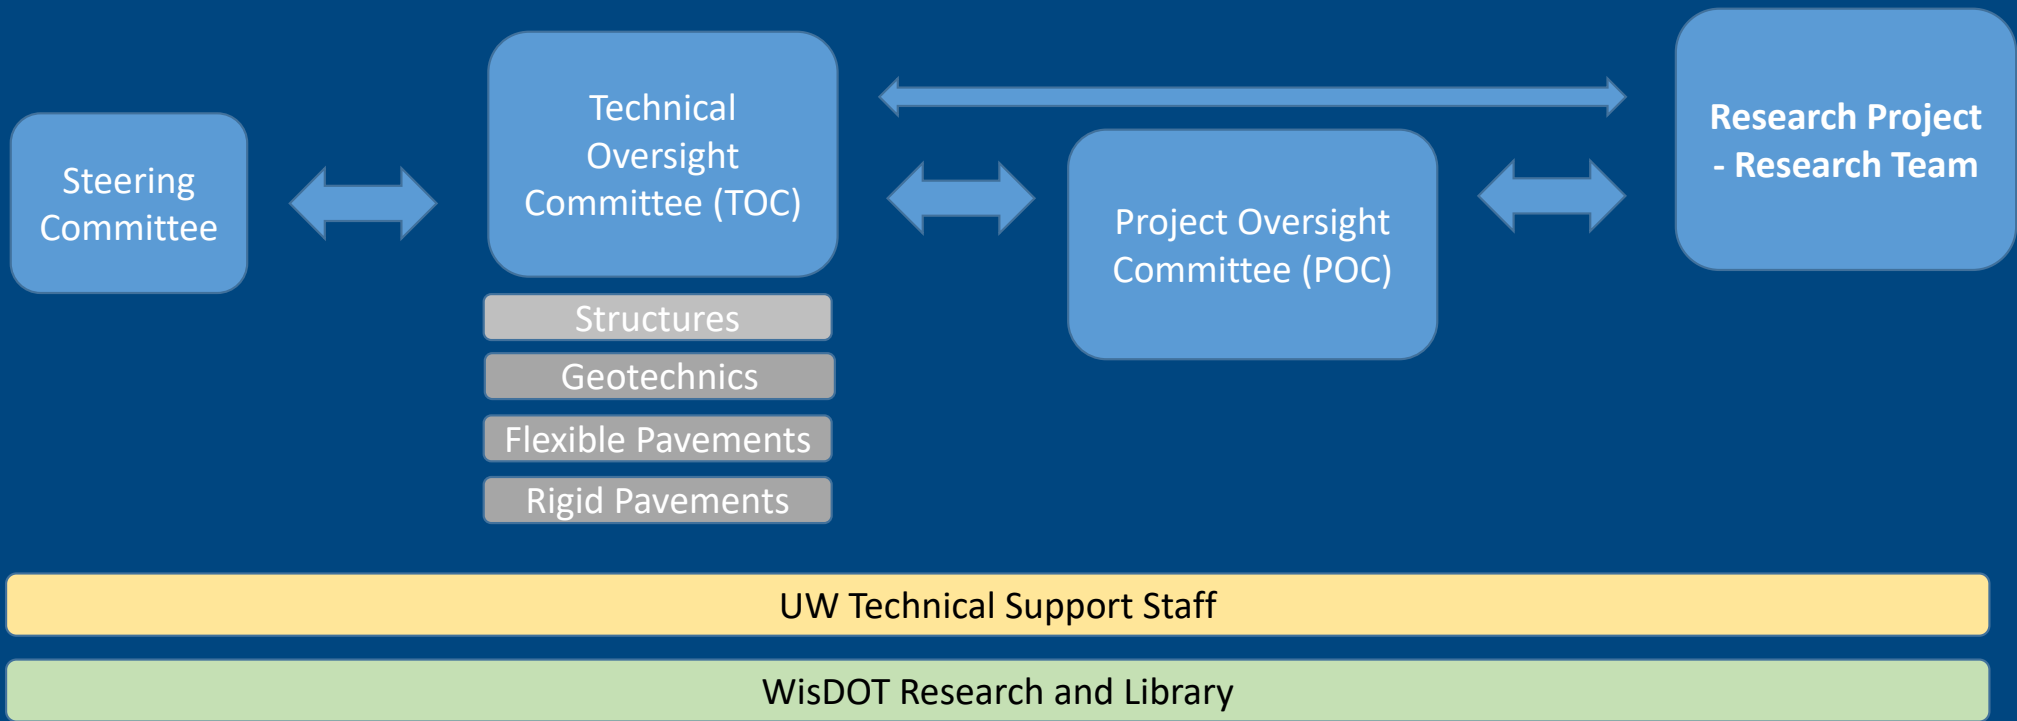 Steering
Committee
Technical
Oversight
Committee (TOC)
Structures
Geotechnics
Flexible Pavements
Rigid Pavements
Project Oversight
Committee (POC)
Research Project
- Research Team
UW Technical Support Staff
WisDOT Research and Library